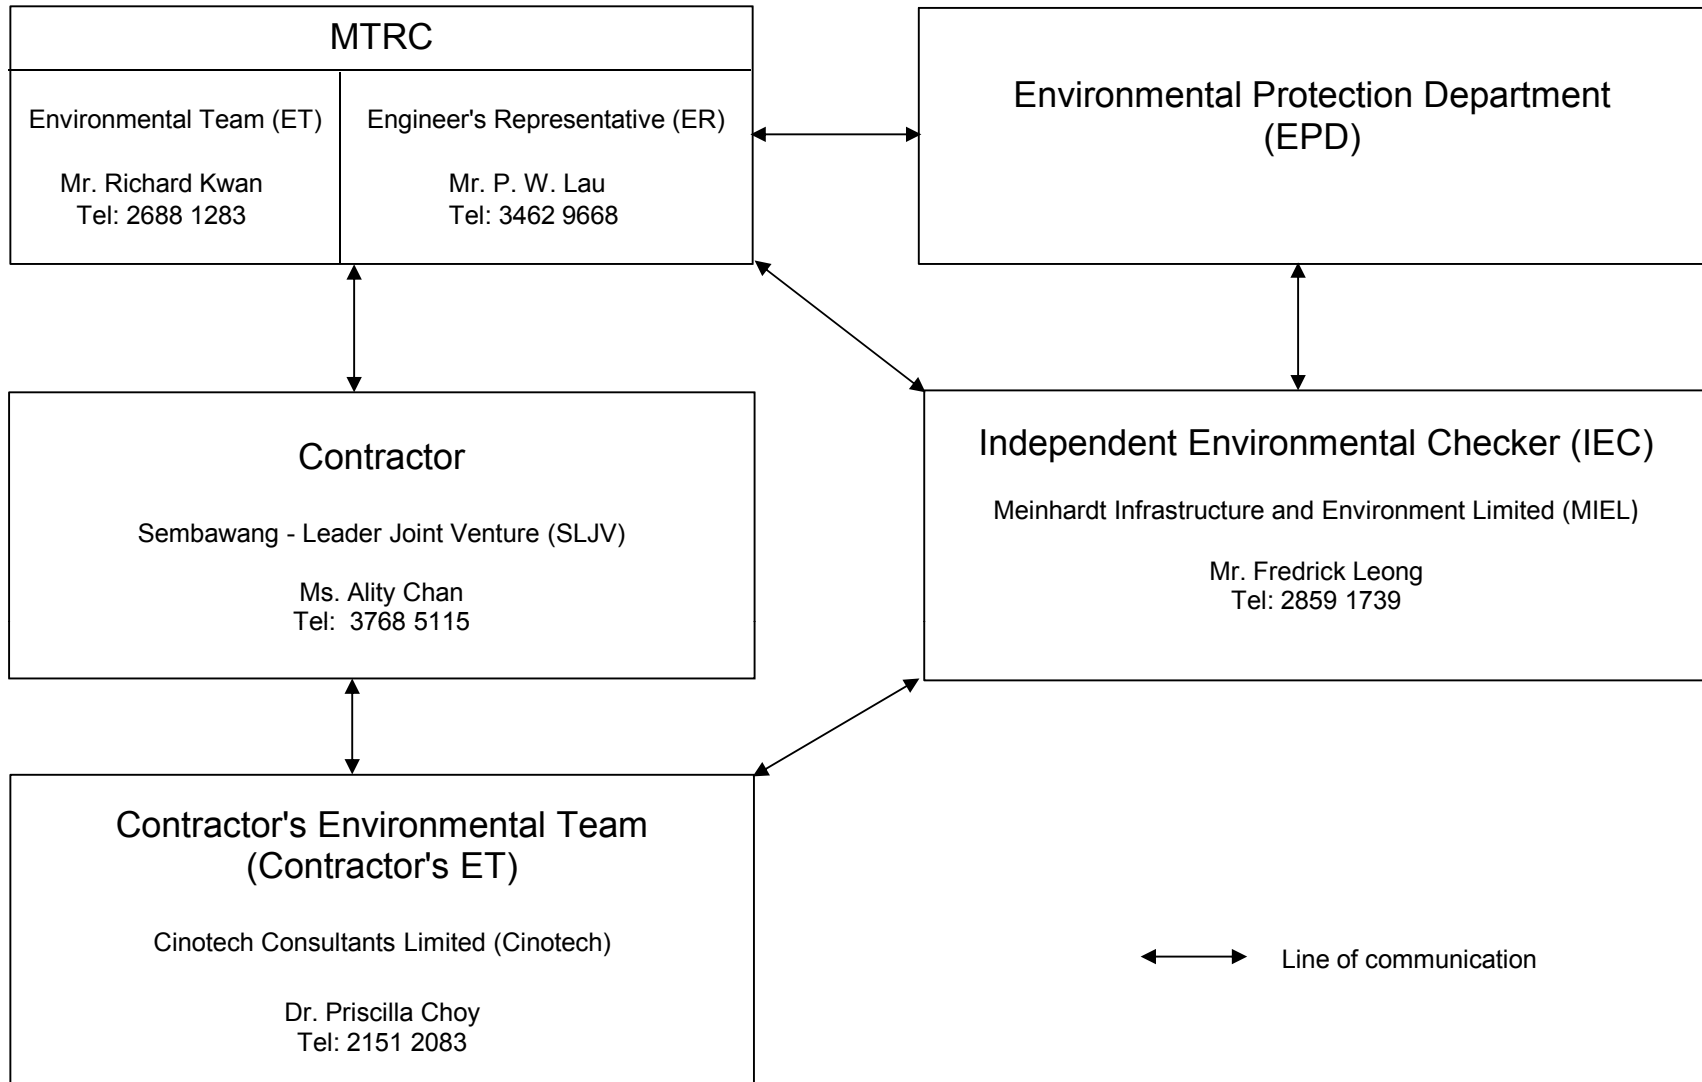 MTRC
Environmental Team (ET)
Mr. Richard Kwan
Tel: 2688 1283
Engineer's Representative (ER)
Mr. P. W. Lau
Tel: 3462 9668
Environmental Protection Department
(EPD)
Contractor
Sembawang - Leader Joint Venture (SLJV)
Ms. Ality Chan
Tel:  3768 5115
Independent Environmental Checker (IEC)
Meinhardt Infrastructure and Environment Limited (MIEL)
Mr. Fredrick Leong
Tel: 2859 1739
Contractor's Environmental Team
(Contractor's ET)
Cinotech Consultants Limited (Cinotech)
Dr. Priscilla Choy
Tel: 2151 2083
Line of communication